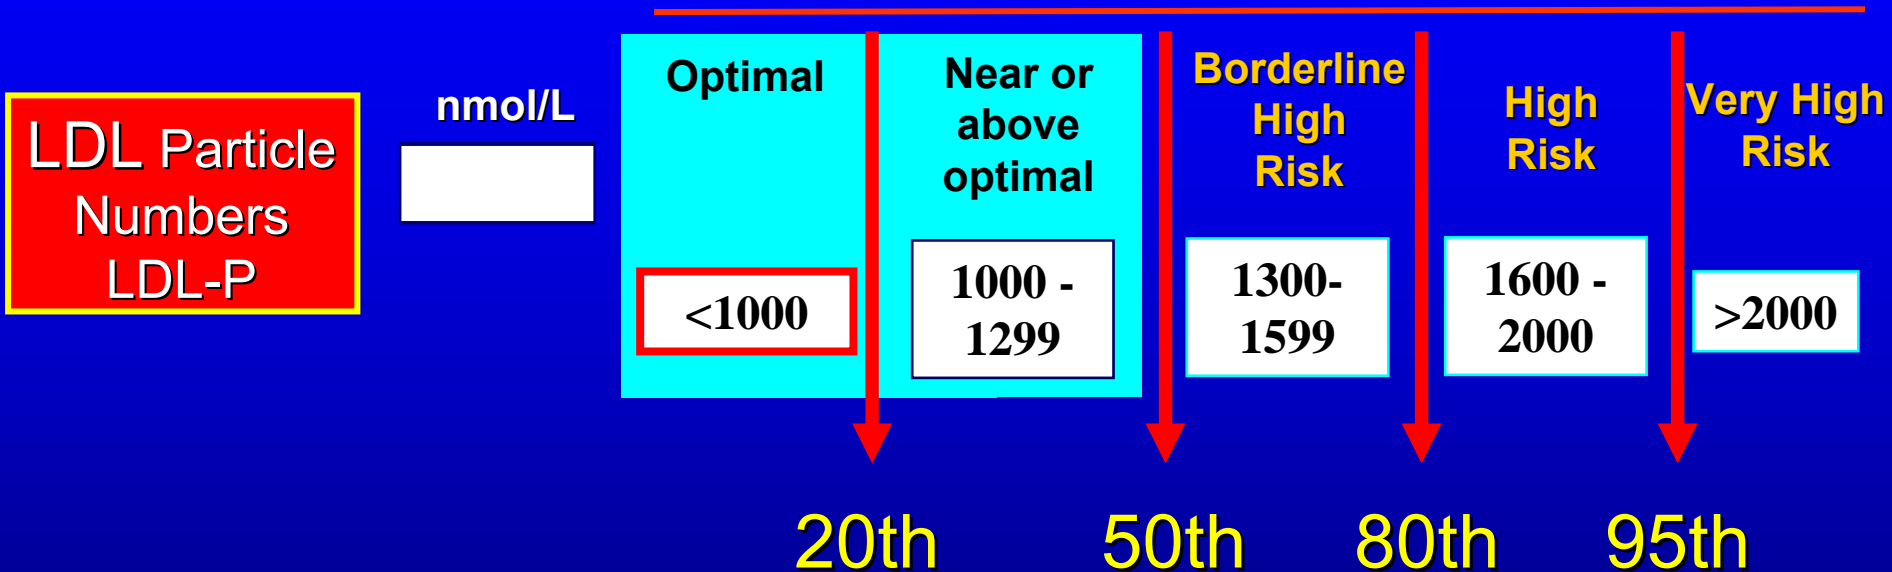 LDL Particle
Numbers
LDL-P
nmol/L
Optimal
<1000
Near or
above
optimal
1000 -
1299
Borderline
High
Risk
1300-
1599
High
Risk
1600 -
2000
Very High
Risk
>2000
20th
50th
80th
95th